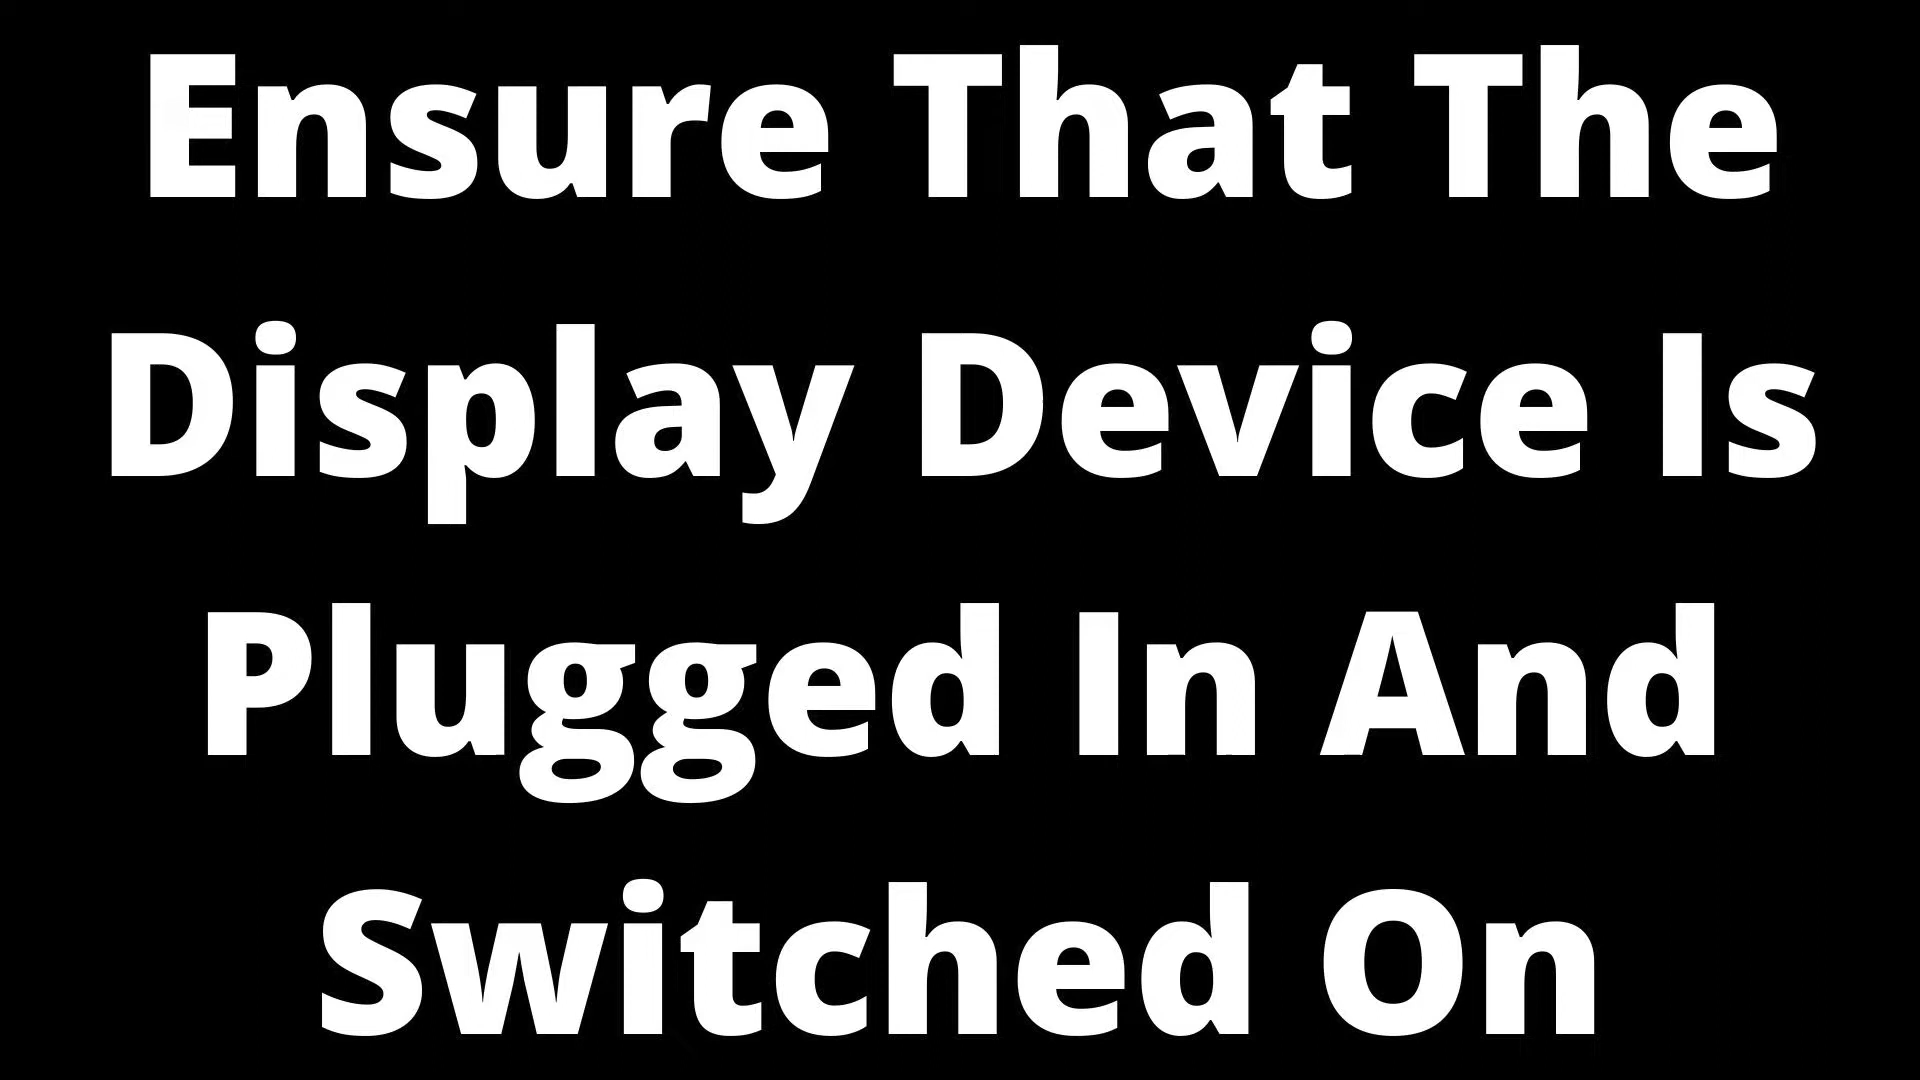 Ensure That The
Display Device Is
Plugged In And
Switched On